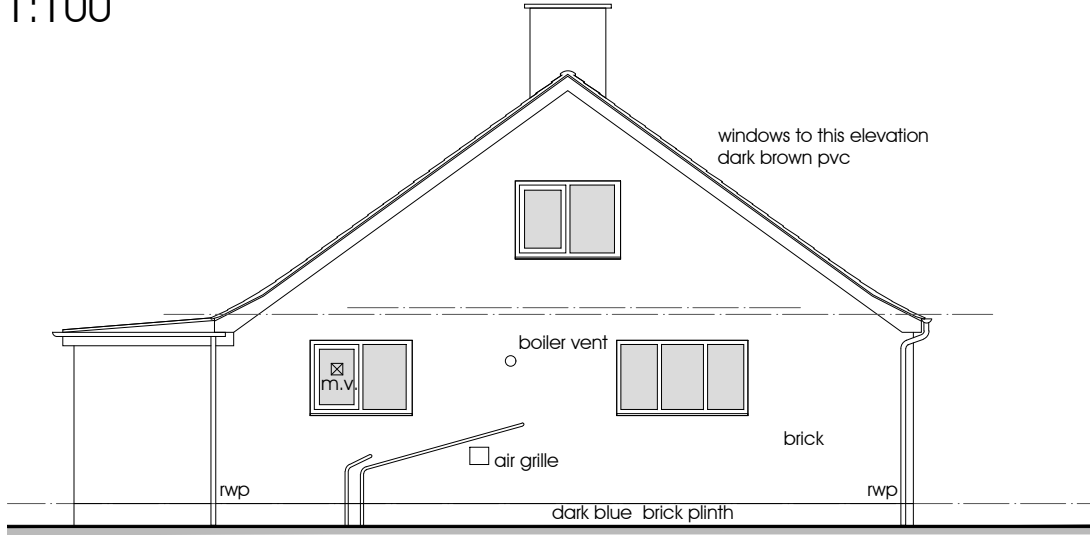 1:100
windows to this elevation
dark brown pvc
boiler vent
m.v.
brick
air grille
rwp
rwp
dark blue brick plinth